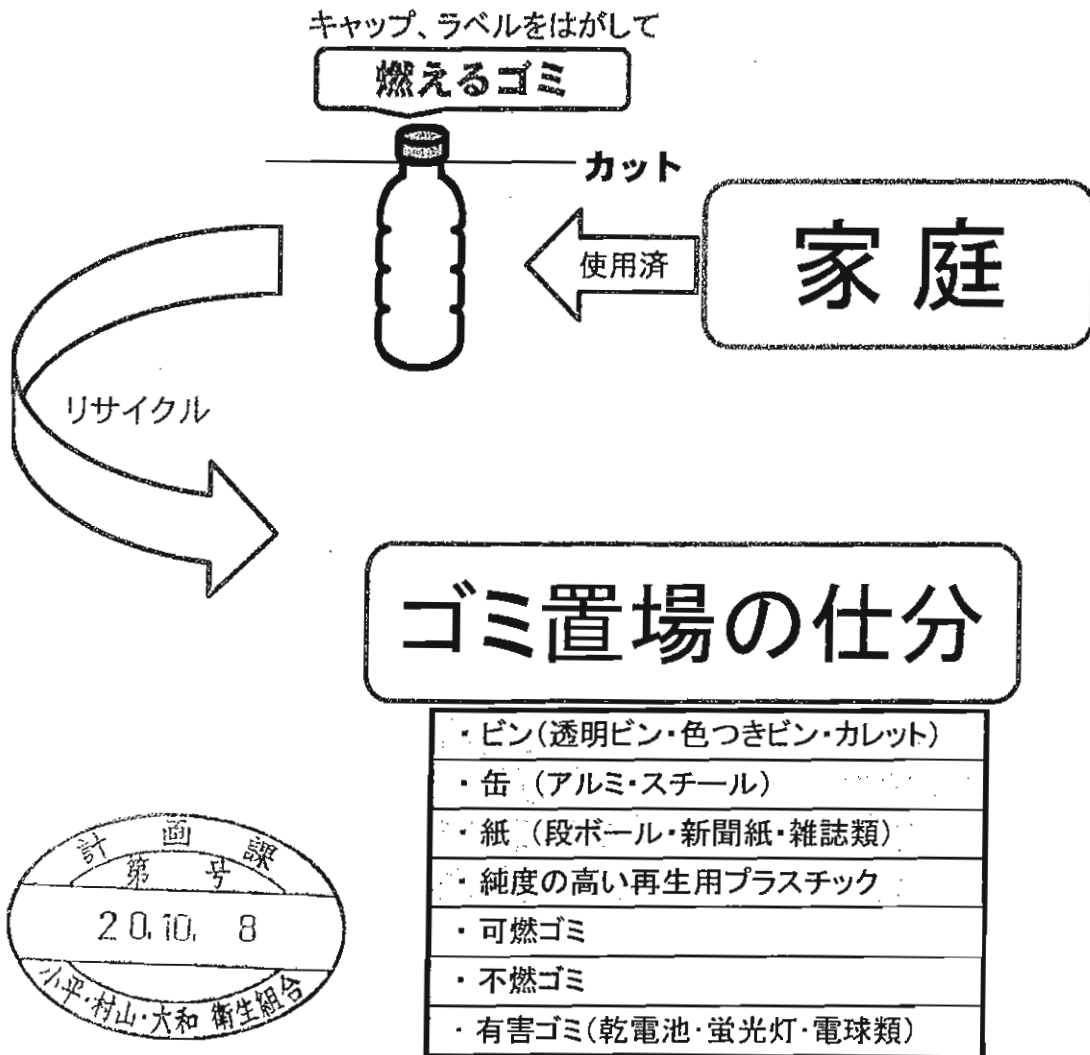 キャップ、ラベルをはがして
燃えるゴミ
カット
使用済
家庭
リサイクル
ゴミ置場の仕分
・ビン(透明ビン・色つきビン・カレット)
・缶 (アルミ・スチール)
・紙 (段ボール・新聞紙・雑誌類)
・純度の高い再生用プラスチック
・可燃ゴミ
・不燃ゴミ
・有害ゴミ(乾電池・蛍光灯・電球類)
計画課
第 号
20.10. 8
小平・村山・大和 衛生組合